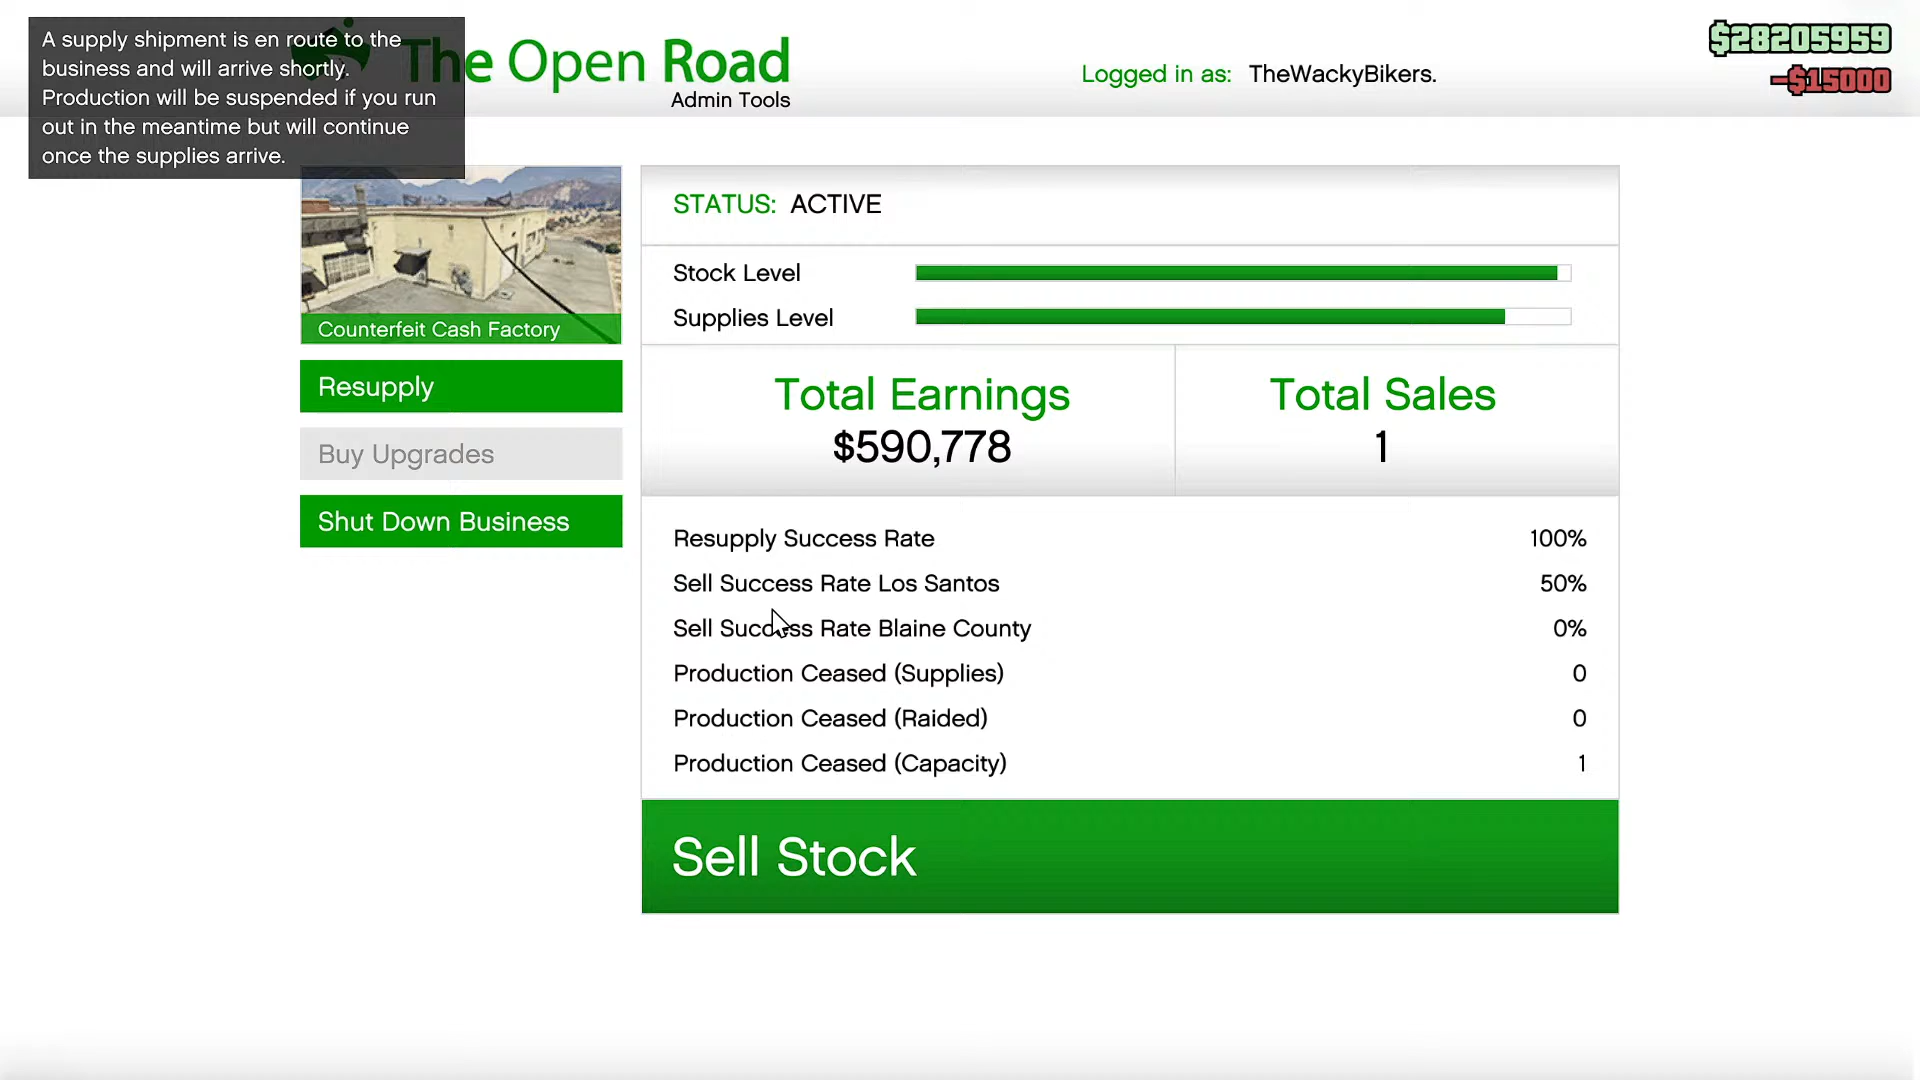 A supply shipment is en route to the
business and will arrive shortly.
Production will be suspended if you run
out in the meantime but will continue
once the supplies arrive.
The Open Road
Admin Tools
Logged in as: TheWackyBikers.
$28205959
-$15000
Counterfeit Cash Factory
Resupply
Buy Upgrades
Shut Down Business
STATUS: ACTIVE
Stock Level
Supplies Level
Total Earnings
$590,778
Total Sales
1
Resupply Success Rate 100%
Sell Success Rate Los Santos 50%
Sell Success Rate Blaine County 0%
Production Ceased (Supplies) 0
Production Ceased (Raided) 0
Production Ceased (Capacity) 1
Sell Stock